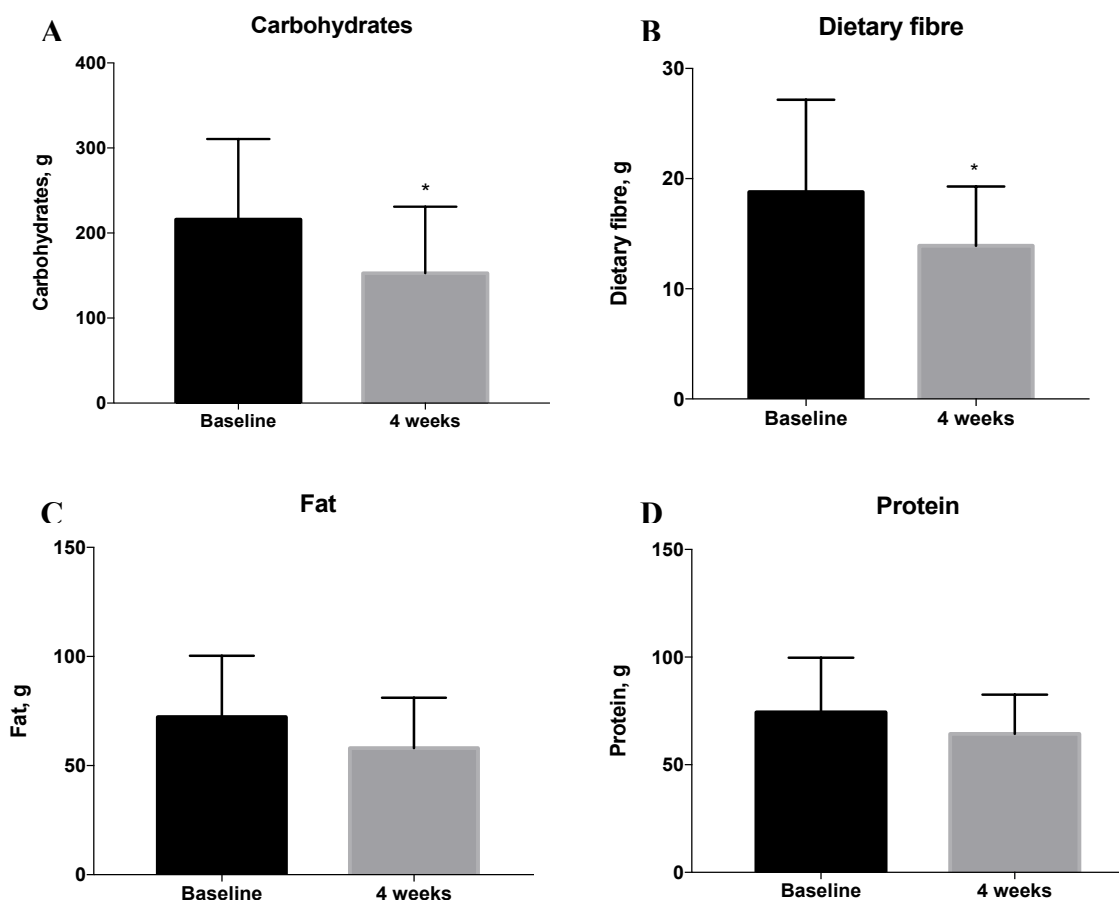 A
Carbohydrates
400
300
200
100
0
Carbohydrates, g
*
Baseline
4 weeks
B
Dietary fibre
30
20
10
0
Dietary fibre, g
*
Baseline
4 weeks
C
Fat
150
100
50
0
Fat, g
Baseline
4 weeks
D
Protein
150
100
50
0
Protein, g
Baseline
4 weeks